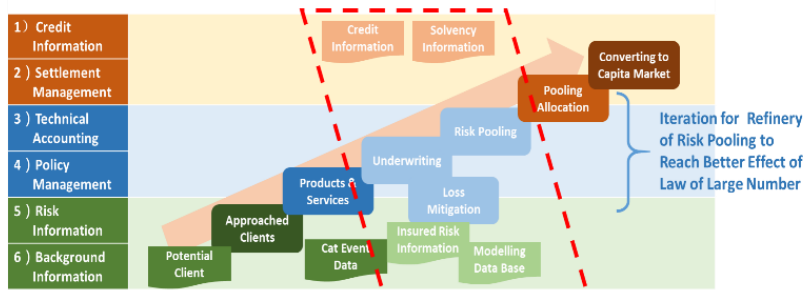 1）Credit
Information
2）Settlement
Management
3）Technical
Accounting
4）Policy
Management
5）Risk
Information
6）Background
Information
Credit
Information
Solvency
Information
Converting to
Capita Market
Pooling
Allocation
Risk Pooling
Underwriting
Products &
Services
Loss
Mitigation
Approached
Clients
Potential
Client
Cat Event
Data
Insured Risk
Information
Modelling
Data Base
Iteration for Refinery
of Risk Pooling to
Reach Better Effect of
Law of Large Number